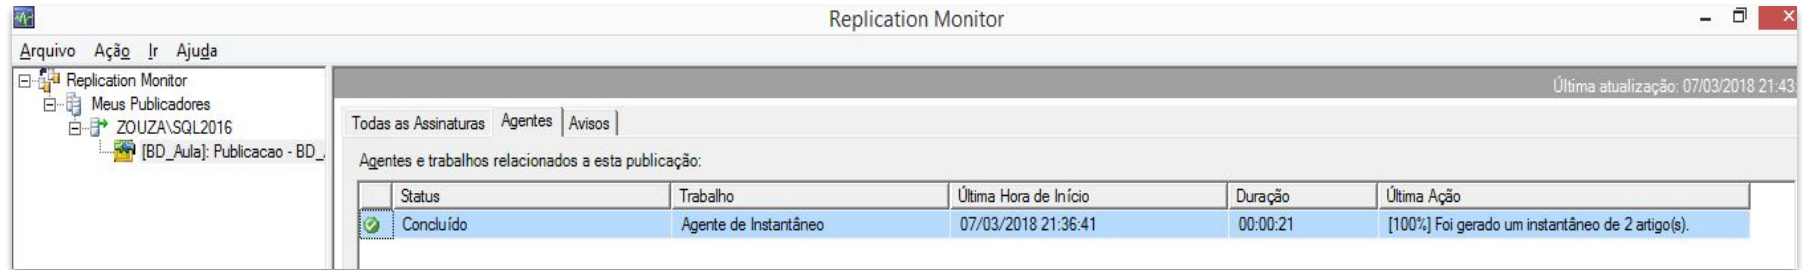 Replication Monitor
Arquivo Ação Ir Ajuda
Replication Monitor
Meus Publicadores
ZOUZA\SQL2016
[BD_Aula]: Publicacao - BD_
Última atualização: 07/03/2018 21:43:
Todas as Assinaturas Agentes Avisos
Agentes e trabalhos relacionados a esta publicação:
Status Trabalho Última Hora de Início Duração Última Ação
Concluído Agente de Instantâneo 07/03/2018 21:36:41 00:00:21 [100%] Foi gerado um instantâneo de 2 artigo(s).